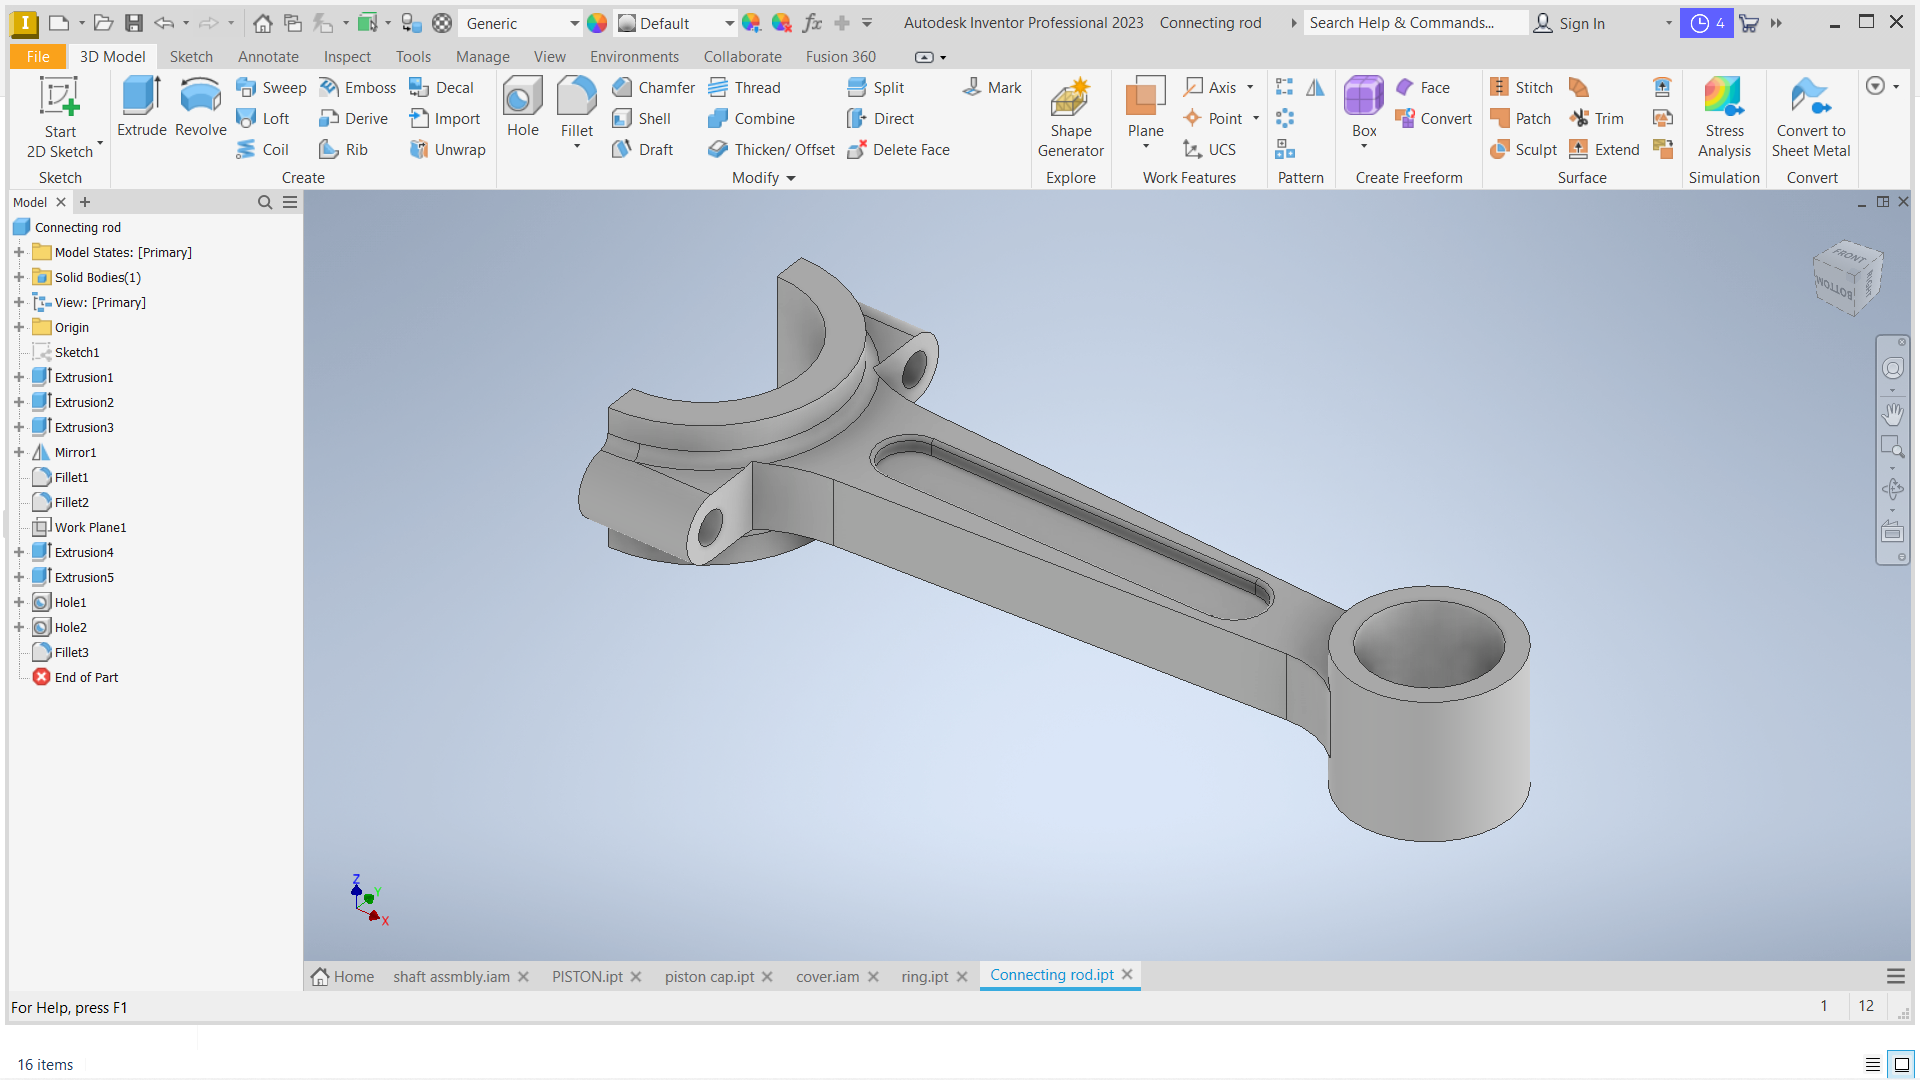 I Generic Default fx Autodesk Inventor Professional 2023 Connecting rod Search Help & Commands... Sign In 4
File 3D Model Sketch Annotate Inspect Tools Manage View Environments Collaborate Fusion 360
Start
2D Sketch
Sketch
Extrude Revolve
Sweep Emboss Decal
Loft Derive Import
Coil Rib Unwrap
Create
Hole Fillet
Chamfer Thread Split Mark
Shell Combine Direct
Draft Thicken/ Offset Delete Face
Modify
Shape
Generator
Explore
Plane
Axis
Point
UCS
Work Features
Pattern
Box
Face
Convert
Create Freeform
Stitch
Patch Trim
Sculpt Extend
Surface
Stress
Analysis
Simulation
Convert to
Sheet Metal
Convert
Model
Connecting rod
Model States: [Primary]
Solid Bodies(1)
View: [Primary]
Origin
Sketch1
Extrusion1
Extrusion2
Extrusion3
Mirror1
Fillet1
Fillet2
Work Plane1
Extrusion4
Extrusion5
Hole1
Hole2
Fillet3
End of Part
FRONT
BOTTOM
Z
Y
X
Home shaft assmbly.iam PISTON.ipt piston cap.ipt cover.iam ring.ipt Connecting rod.ipt
For Help, press F1
1 12
16 items